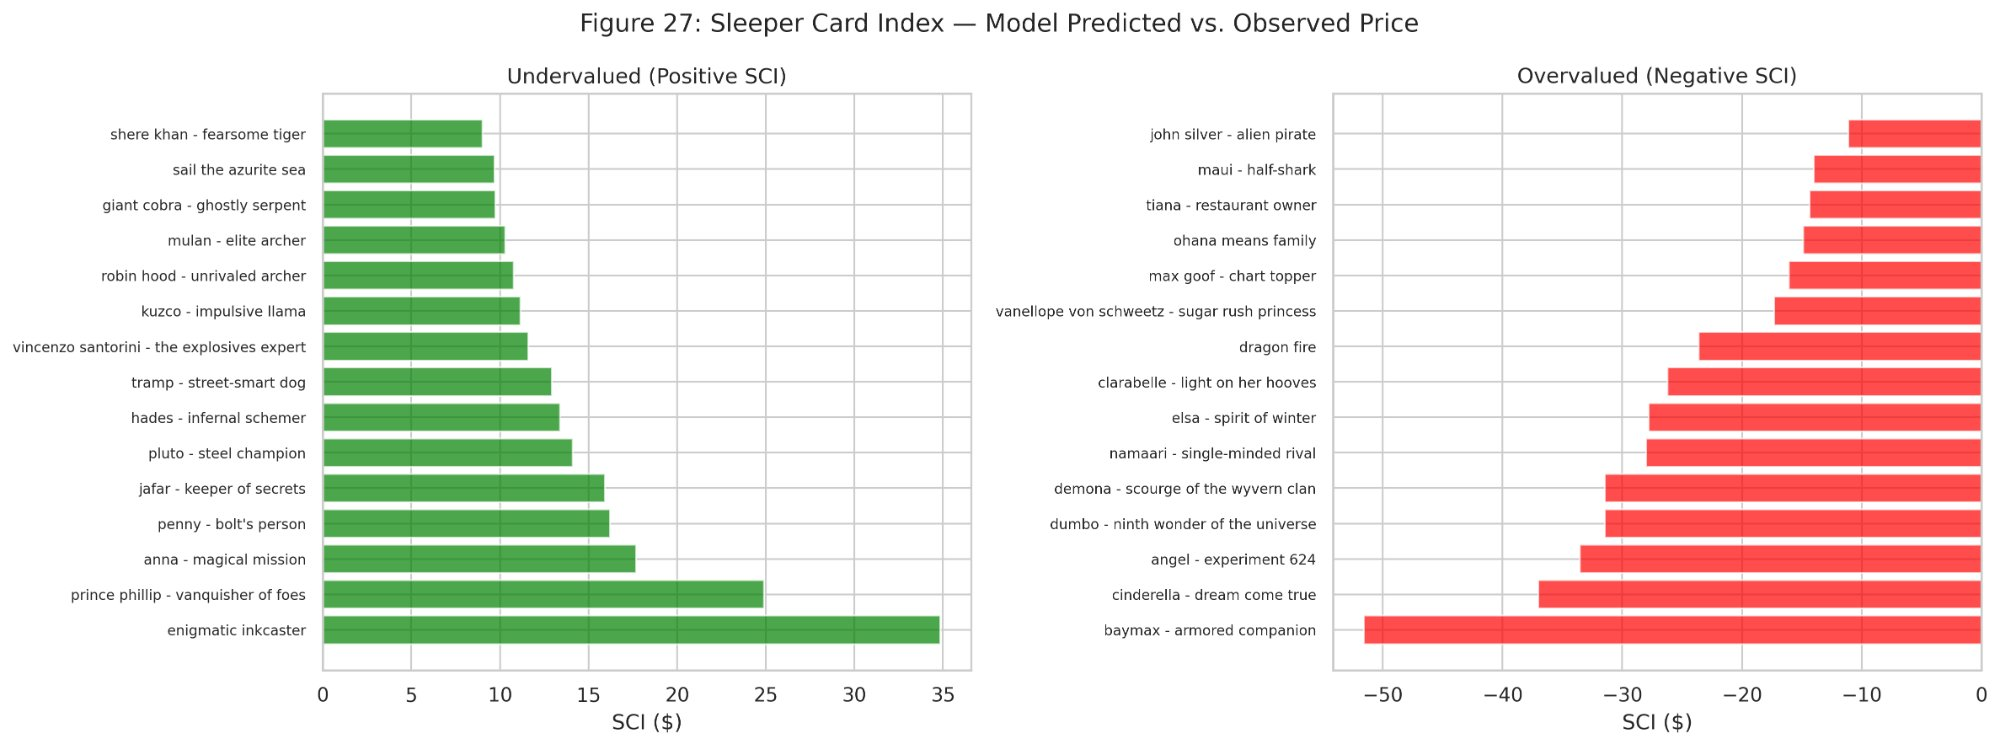 Figure 27: Sleeper Card Index — Model Predicted vs. Observed Price
Undervalued (Positive SCI)
shere khan - fearsome tiger
sail the azurite sea
giant cobra - ghostly serpent
mulan - elite archer
robin hood - unrivaled archer
kuzco - impulsive llama
vincenzo santorini - the explosives expert
tramp - street-smart dog
hades - infernal schemer
pluto - steel champion
jafar - keeper of secrets
penny - bolt's person
anna - magical mission
prince phillip - vanquisher of foes
enigmatic inkcaster
0 5 10 15 20 25 30 35
SCI ($)
Overvalued (Negative SCI)
john silver - alien pirate
maui - half-shark
tiana - restaurant owner
ohana means family
max goof - chart topper
vanellope von schweetz - sugar rush princess
dragon fire
clarabelle - light on her hooves
elsa - spirit of winter
namaari - single-minded rival
demona - scourge of the wyvern clan
dumbo - ninth wonder of the universe
angel - experiment 624
cinderella - dream come true
baymax - armored companion
−50 −40 −30 −20 −10 0
SCI ($)